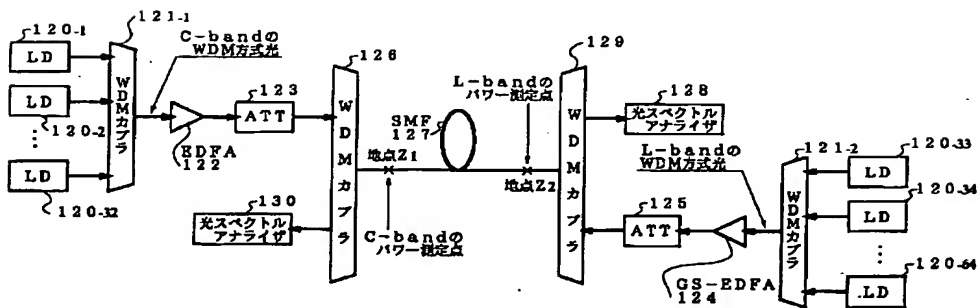 120-1
LD
LD
120-2
LD
120-32
121-1
WDMカプラ
C-bandの
WDM方式光
EDFA
122
123
ATT
126
WDMカプラ
130
光スペクトル
アナライザ
地点Z1
C-bandの
パワー測定点
SMF
127
L-bandの
パワー測定点
地点Z2
129
WDMカプラ
128
光スペクトル
アナライザ
L-bandの
WDM方式光
125
ATT
GS-EDFA
124
121-2
WDMカプラ
120-33
LD
120-34
LD
120-64
LD